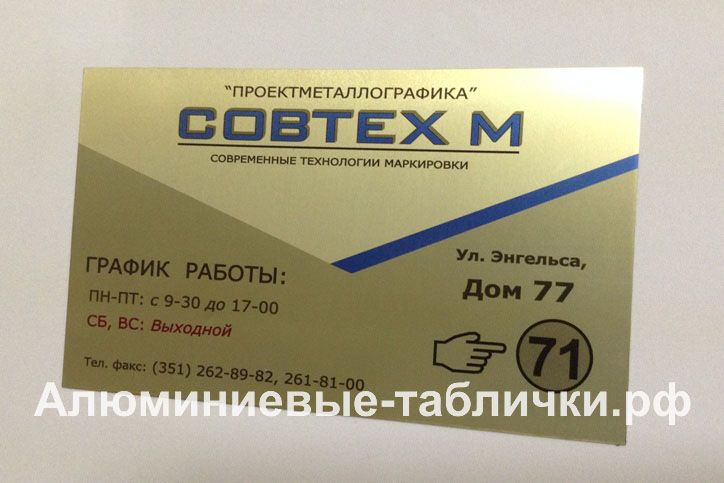 "ПРОЕКТМЕТАЛЛОГРАФИКА"
СОВТЕХ М
СОВРЕМЕННЫЕ ТЕХНОЛОГИИ МАРКИРОВКИ
ГРАФИК РАБОТЫ:
ПН-ПТ: с 9-30 до 17-00
СБ, ВС: Выходной
Тел. факс: (351) 262-89-82, 261-81-00
Ул. Энгельса,
Дом 77
71
Алюминиевые-таблички.рф